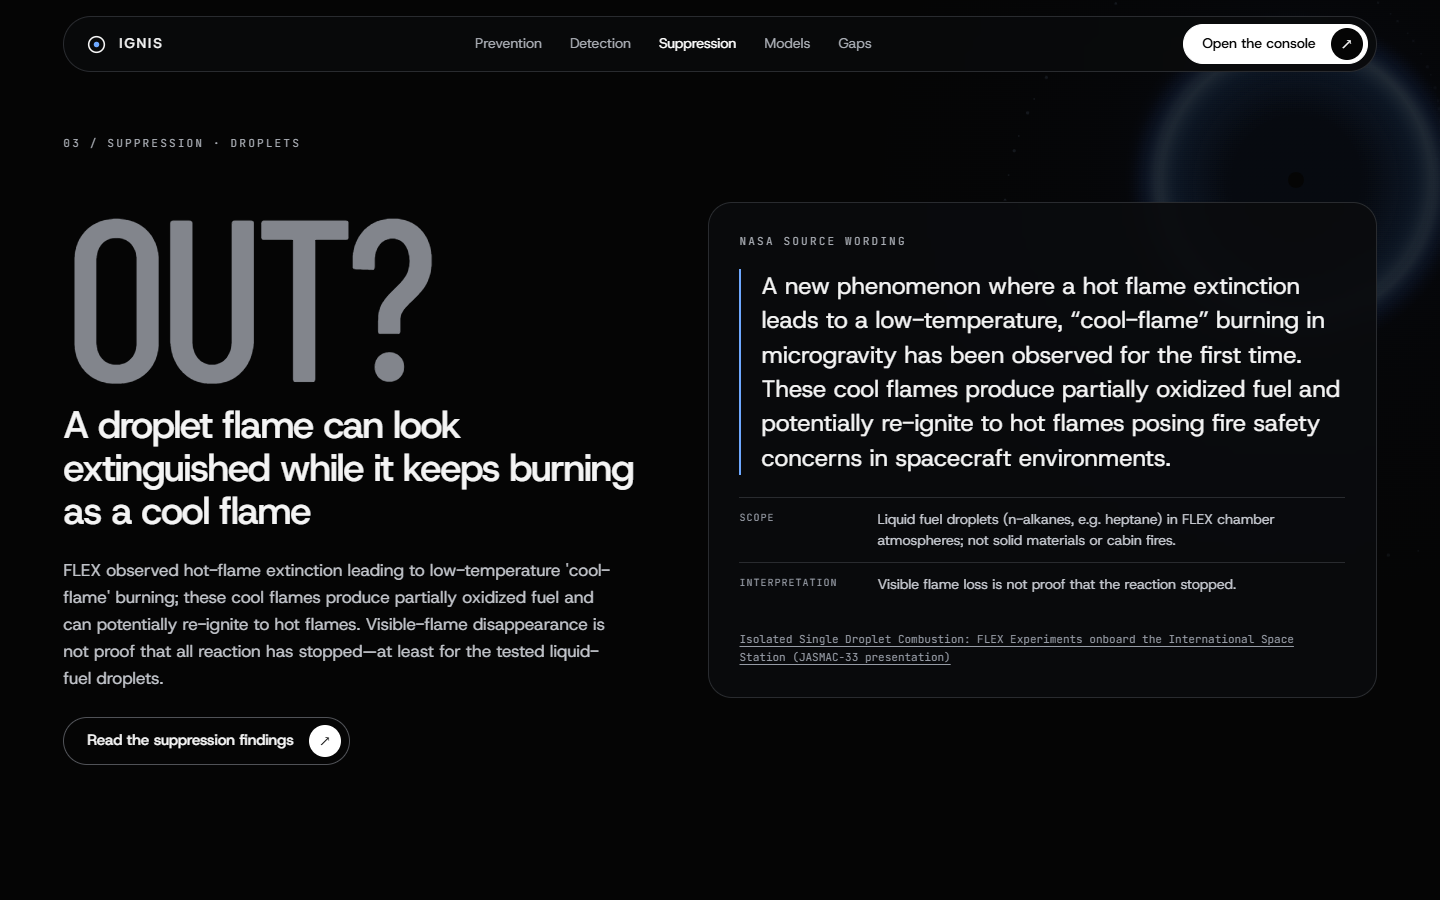 IGNIS
Prevention
Detection
Suppression
Models
Gaps
Open the console ↗
03 / SUPPRESSION · DROPLETS
OUT?
A droplet flame can look
extinguished while it keeps burning
as a cool flame
FLEX observed hot-flame extinction leading to low-temperature 'cool-
flame' burning; these cool flames produce partially oxidized fuel and
can potentially re-ignite to hot flames. Visible-flame disappearance is
not proof that all reaction has stopped—at least for the tested liquid-
fuel droplets.
Read the suppression findings ↗
NASA SOURCE WORDING
A new phenomenon where a hot flame extinction
leads to a low-temperature, “cool-flame” burning in
microgravity has been observed for the first time.
These cool flames produce partially oxidized fuel and
potentially re-ignite to hot flames posing fire safety
concerns in spacecraft environments.
SCOPE
Liquid fuel droplets (n-alkanes, e.g. heptane) in FLEX chamber
atmospheres; not solid materials or cabin fires.
INTERPRETATION
Visible flame loss is not proof that the reaction stopped.
Isolated Single Droplet Combustion: FLEX Experiments onboard the International Space
Station (JASMAC-33 presentation)